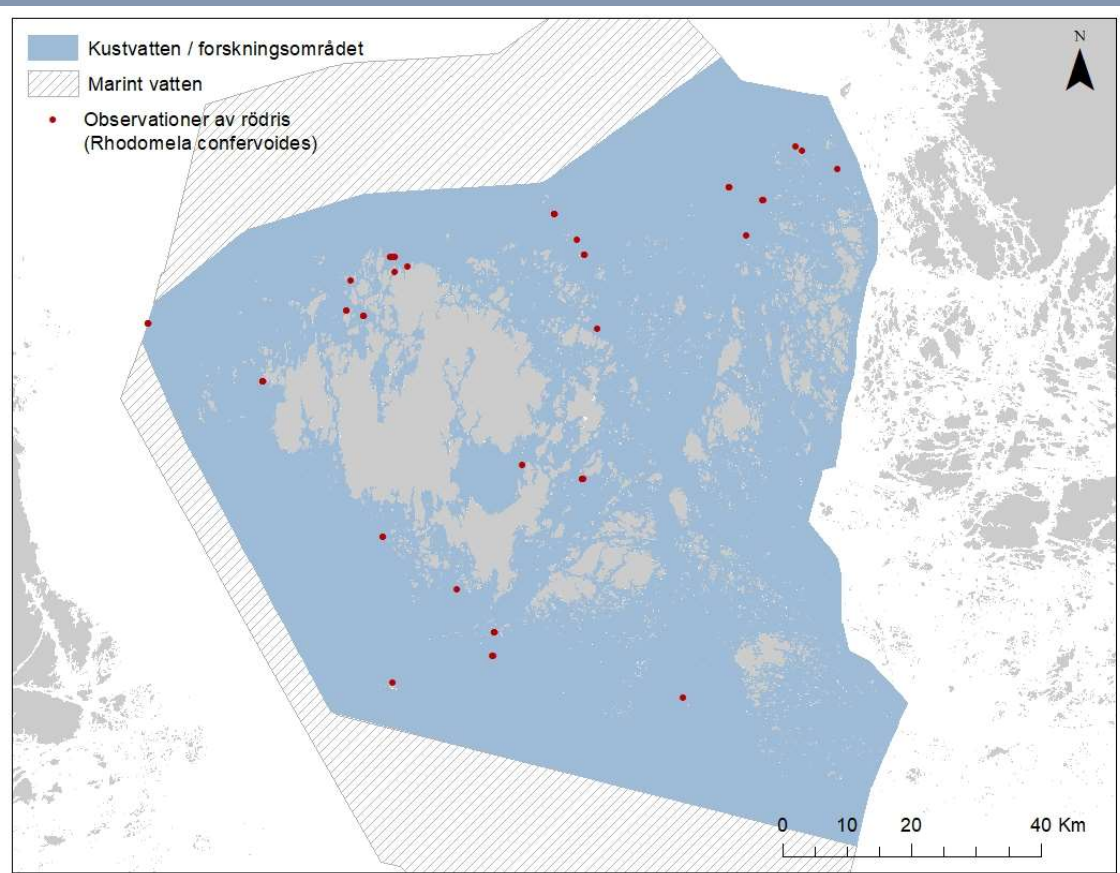 Kustvatten / forskningsområdet
Marint vatten
Observationer av rödris
(Rhodomela confervoides)
N
0 10 20 40 Km